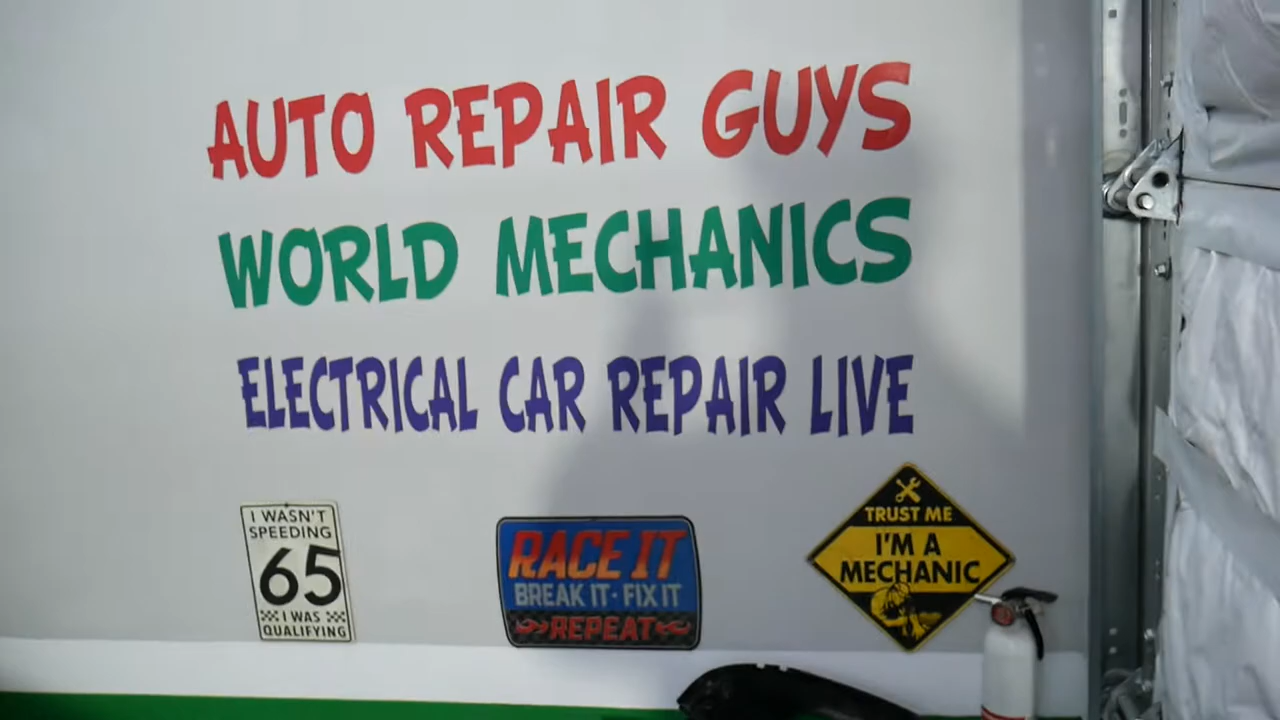 AUTO REPAIR GUYS
WORLD MECHANICS
ELECTRICAL CAR REPAIR LIVE
I WASN'T
SPEEDING
65
I WAS
QUALIFYING
RACE IT
BREAK IT · FIX IT
REPEAT
TRUST ME
I'M A
MECHANIC